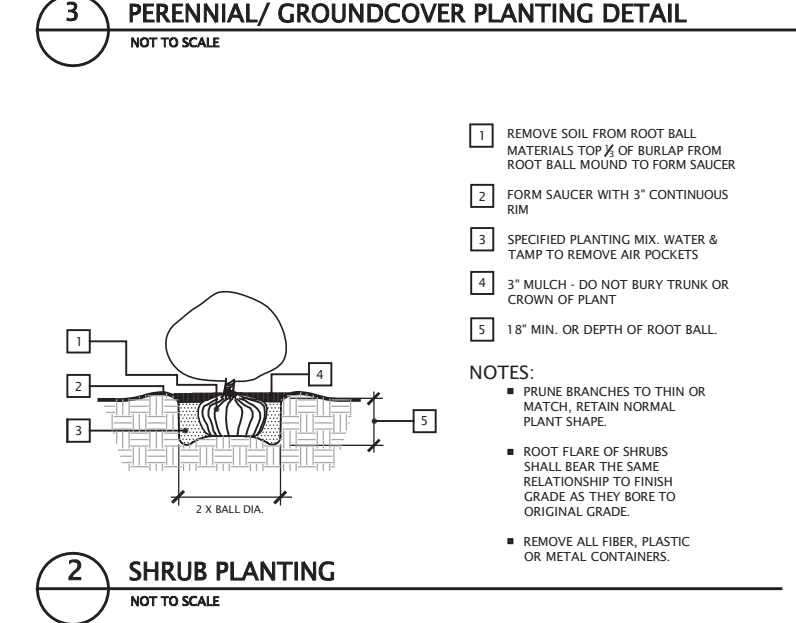 3
PERENNIAL/ GROUNDCOVER PLANTING DETAIL
NOT TO SCALE
1
REMOVE SOIL FROM ROOT BALL
MATERIALS TOP ⅓ OF BURLAP FROM
ROOT BALL MOUND TO FORM SAUCER
2
FORM SAUCER WITH 3" CONTINUOUS
RIM
3
SPECIFIED PLANTING MIX. WATER &
TAMP TO REMOVE AIR POCKETS
4
3" MULCH - DO NOT BURY TRUNK OR
CROWN OF PLANT
5
18" MIN. OR DEPTH OF ROOT BALL.
NOTES:
■ PRUNE BRANCHES TO THIN OR
MATCH, RETAIN NORMAL
PLANT SHAPE.
■ ROOT FLARE OF SHRUBS
SHALL BEAR THE SAME
RELATIONSHIP TO FINISH
GRADE AS THEY BORE TO
ORIGINAL GRADE.
■ REMOVE ALL FIBER, PLASTIC
OR METAL CONTAINERS.
1
2
3
4
5
2 X BALL DIA.
2
SHRUB PLANTING
NOT TO SCALE